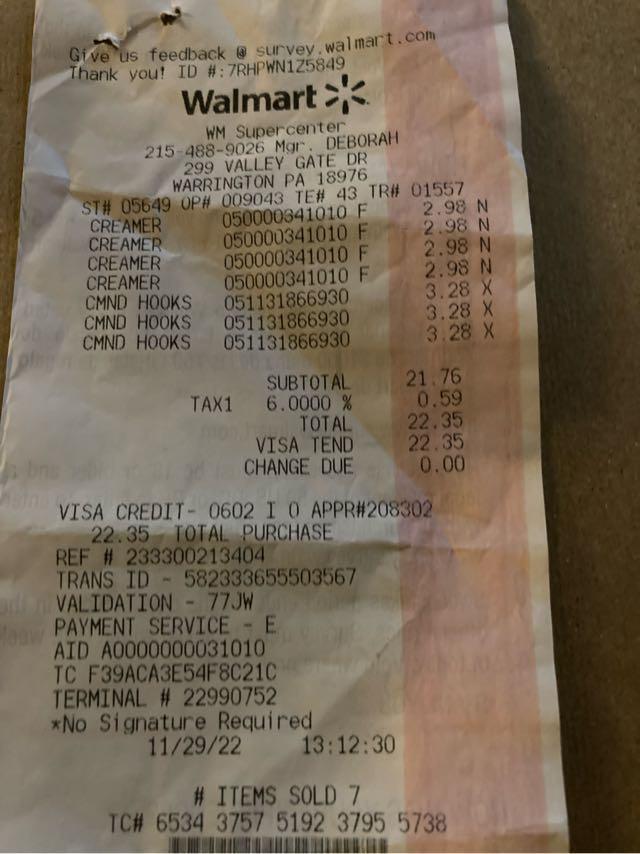 Give us feedback @ survey.walmart.com
Thank you! ID #:7RHPWN1Z5849
Walmart
WM Supercenter
215-488-9026 Mgr. DEBORAH
299 VALLEY GATE DR
WARRINGTON PA 18976
ST# 05649 OP# 009043 TE# 43 TR# 01557
CREAMER 050000341010 F 2.98 N
CREAMER 050000341010 F 2.98 N
CREAMER 050000341010 F 2.98 N
CREAMER 050000341010 F 2.98 N
CMND HOOKS 051131866930 3.28 X
CMND HOOKS 051131866930 3.28 X
CMND HOOKS 051131866930 3.28 X
SUBTOTAL 21.76
TAX1 6.0000 % 0.59
TOTAL 22.35
VISA TEND 22.35
CHANGE DUE 0.00
VISA CREDIT- 0602 I 0 APPR#208302
22.35 TOTAL PURCHASE
REF # 233300213404
TRANS ID - 582333655503567
VALIDATION - 77JW
PAYMENT SERVICE - E
AID A0000000031010
TC F39ACA3E54F8C21C
TERMINAL # 22990752
*No Signature Required
11/29/22 13:12:30
# ITEMS SOLD 7
TC# 6534 3757 5192 3795 5738